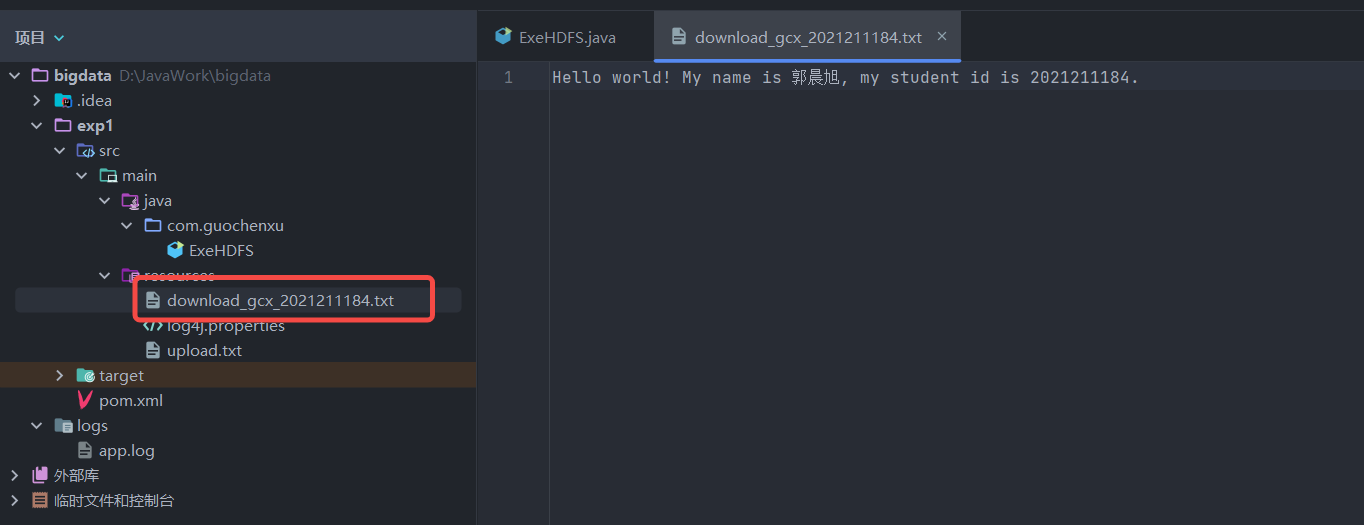 项目
bigdata D:\JavaWork\bigdata
.idea
exp1
src
main
java
com.guochenxu
ExeHDFS
resources
download_gcx_2021211184.txt
log4j.properties
upload.txt
target
pom.xml
logs
app.log
外部库
临时文件和控制台
ExeHDFS.java
download_gcx_2021211184.txt
1 Hello world! My name is 郭晨旭, my student id is 2021211184.